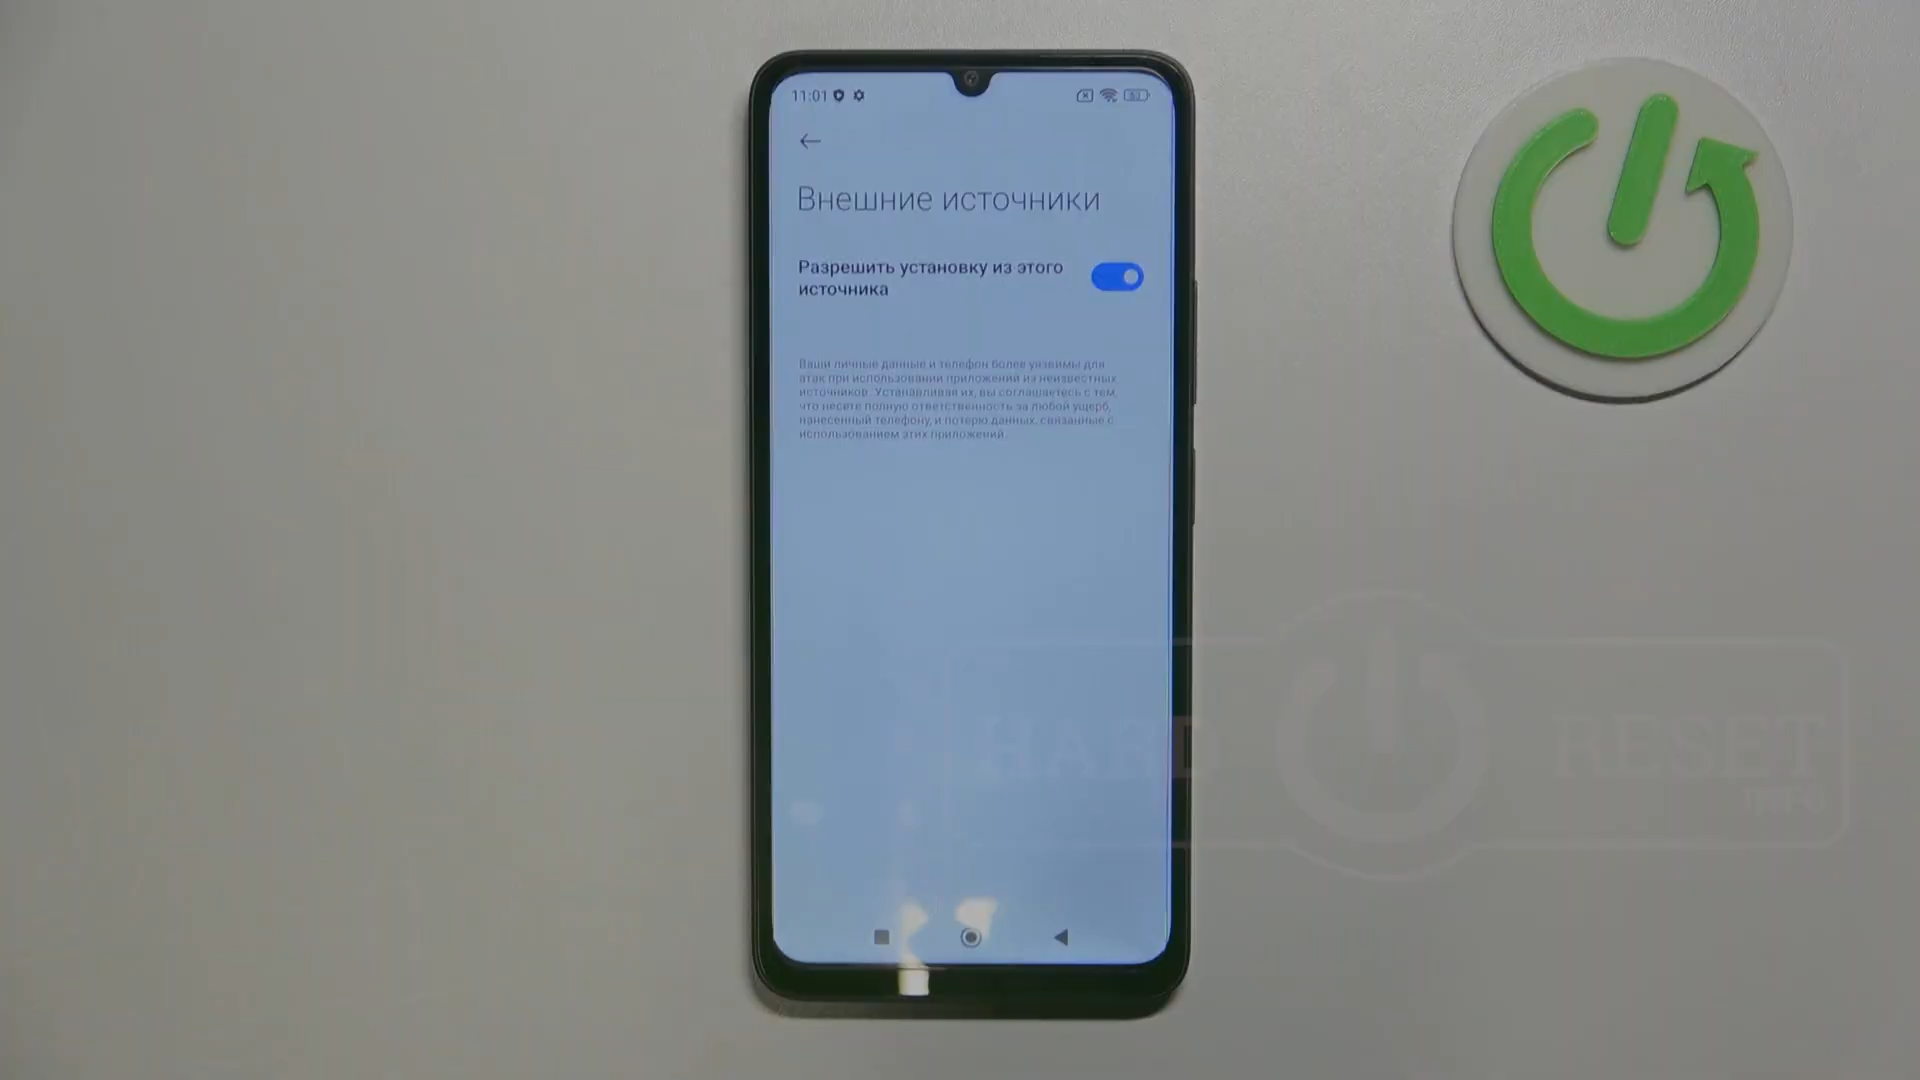 11:01
Внешние источники
Разрешить установку из этого
источника
Ваши личные данные и телефон более уязвимы для
атак при использовании приложений из неизвестных
источников. Устанавливая их, вы соглашаетесь с тем,
что несете полную ответственность за любой ущерб,
нанесенный телефону, и потерю данных, связанные с
использованием этих приложений.
HARD RESET